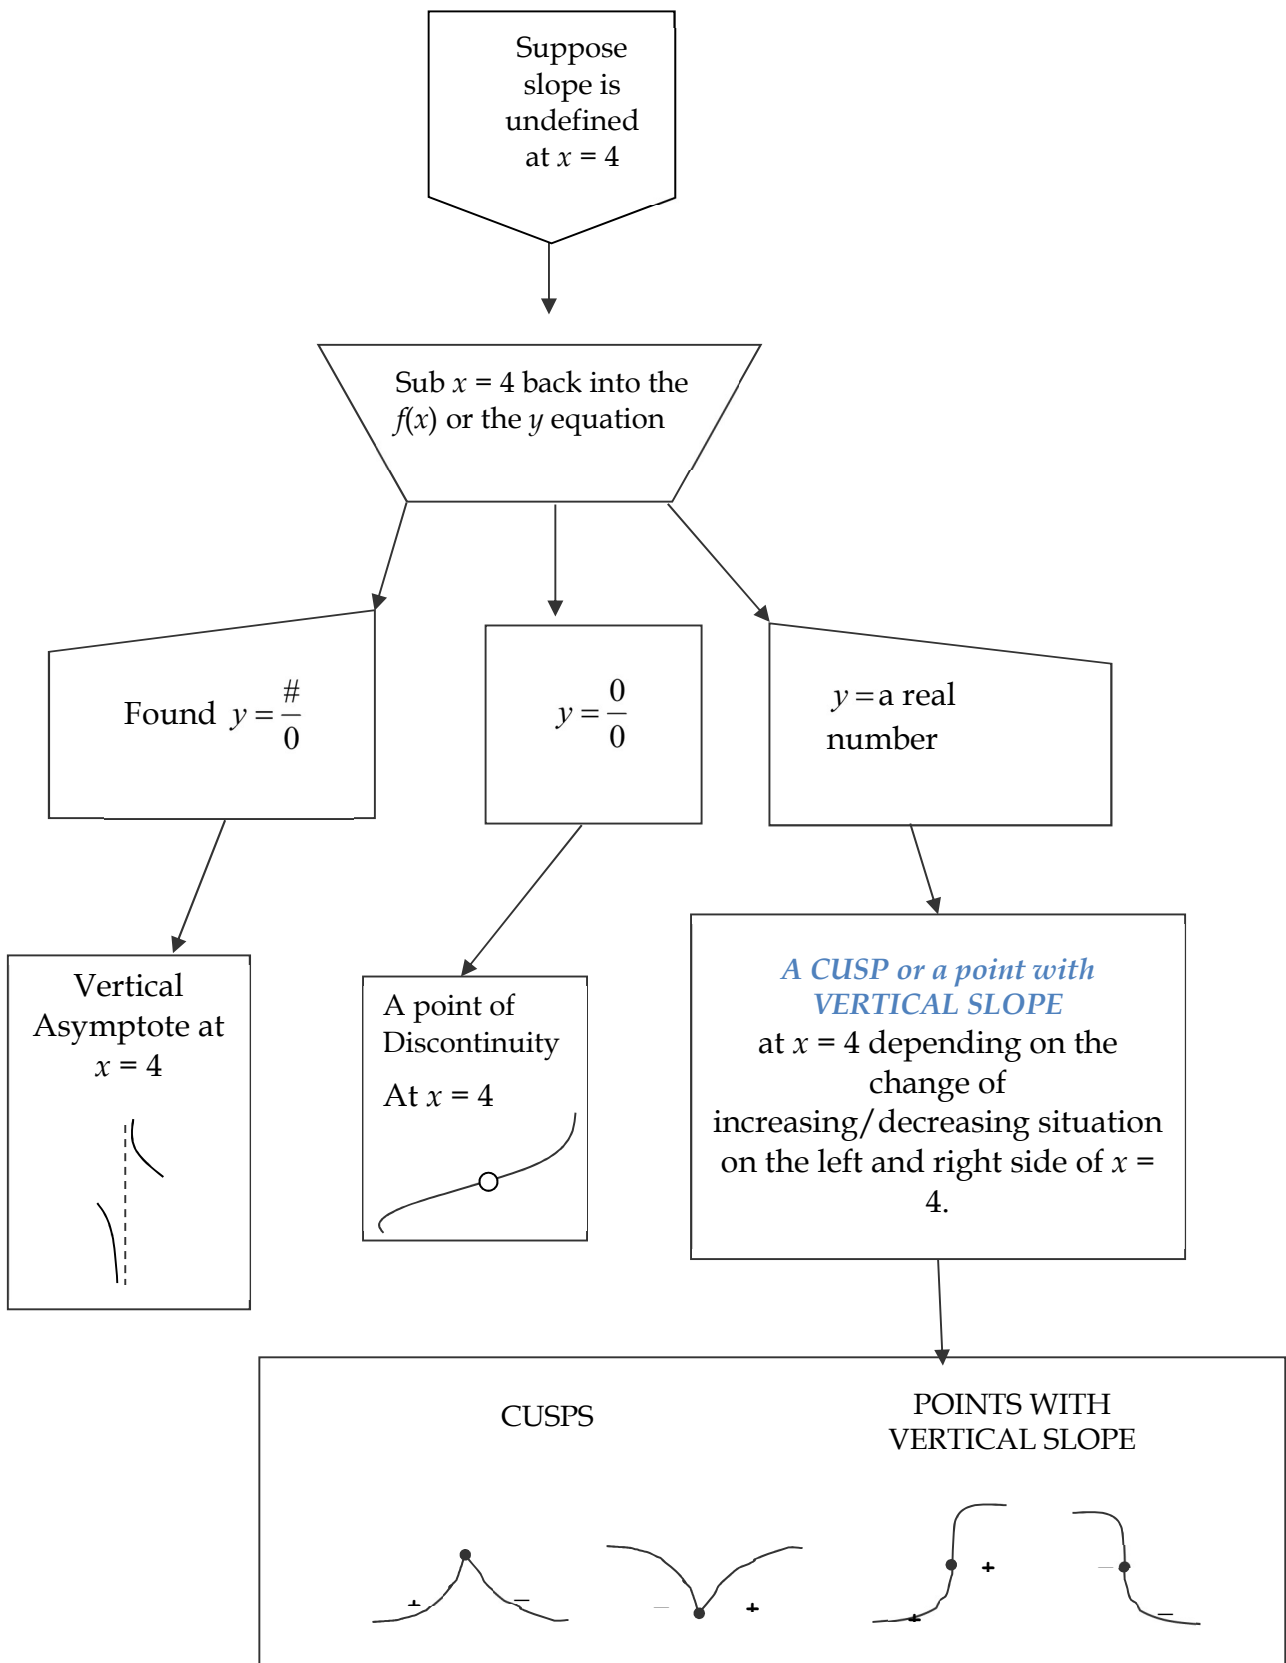 Suppose
slope is
undefined
at x = 4
Sub x = 4 back into the
f(x) or the y equation
Found y = #/0
y = 0/0
y = a real
number
Vertical
Asymptote at
x = 4
A point of
Discontinuity
At x = 4
A CUSP or a point with
VERTICAL SLOPE
at x = 4 depending on the
change of
increasing/decreasing situation
on the left and right side of x =
4.
CUSPS
POINTS WITH
VERTICAL SLOPE
+ − − + + + − −